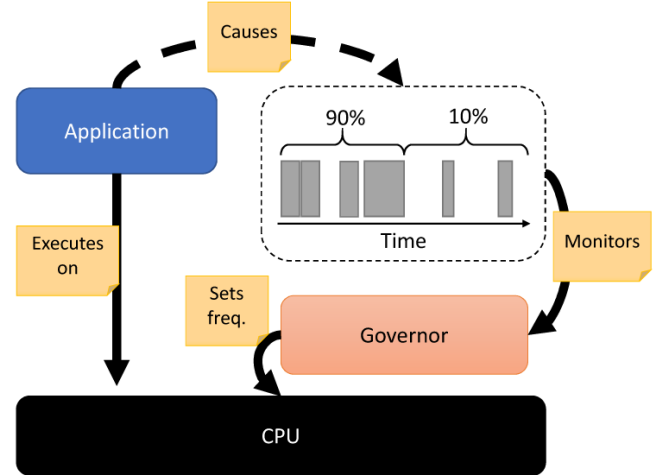 Causes
Application
90%
10%
Time
Executes
on
Monitors
Sets
freq.
Governor
CPU